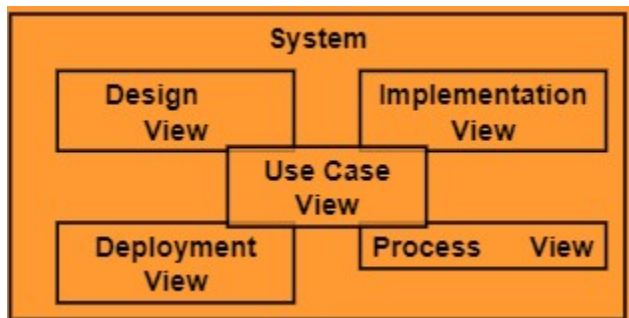 System
Design
View
Implementation
View
Use Case
View
Deployment
View
Process View